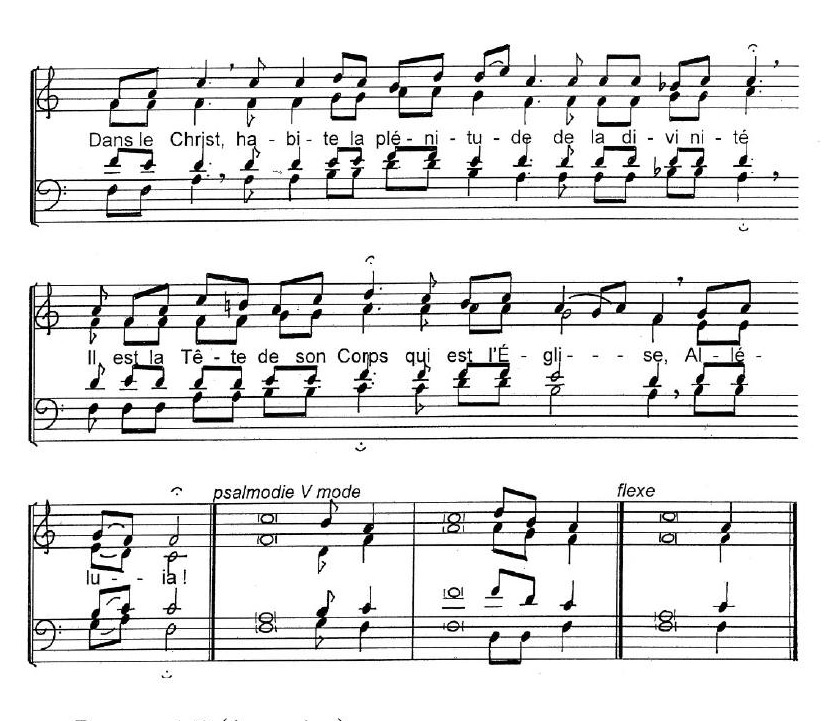 Dans le Christ, ha - bi - te la plé - ni - tu - de de la di - vi ni - té
Il est la Tê - te de son Corps qui est l'É - gli - - - se, Al - lé -
psalmodie V mode flexe
lu - - ia !